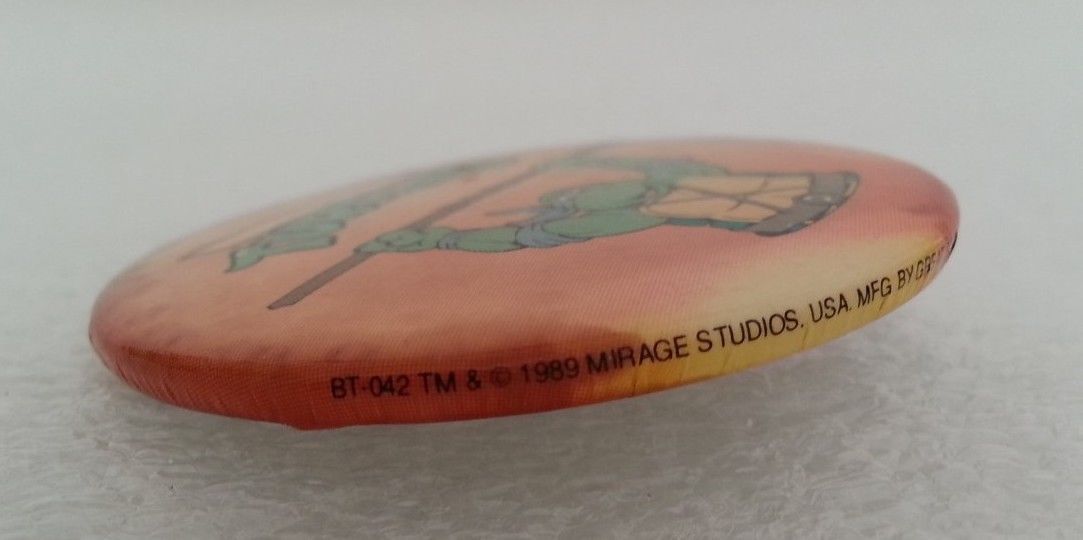 BT-042 TM & © 1989 MIRAGE STUDIOS, USA. MFG BY